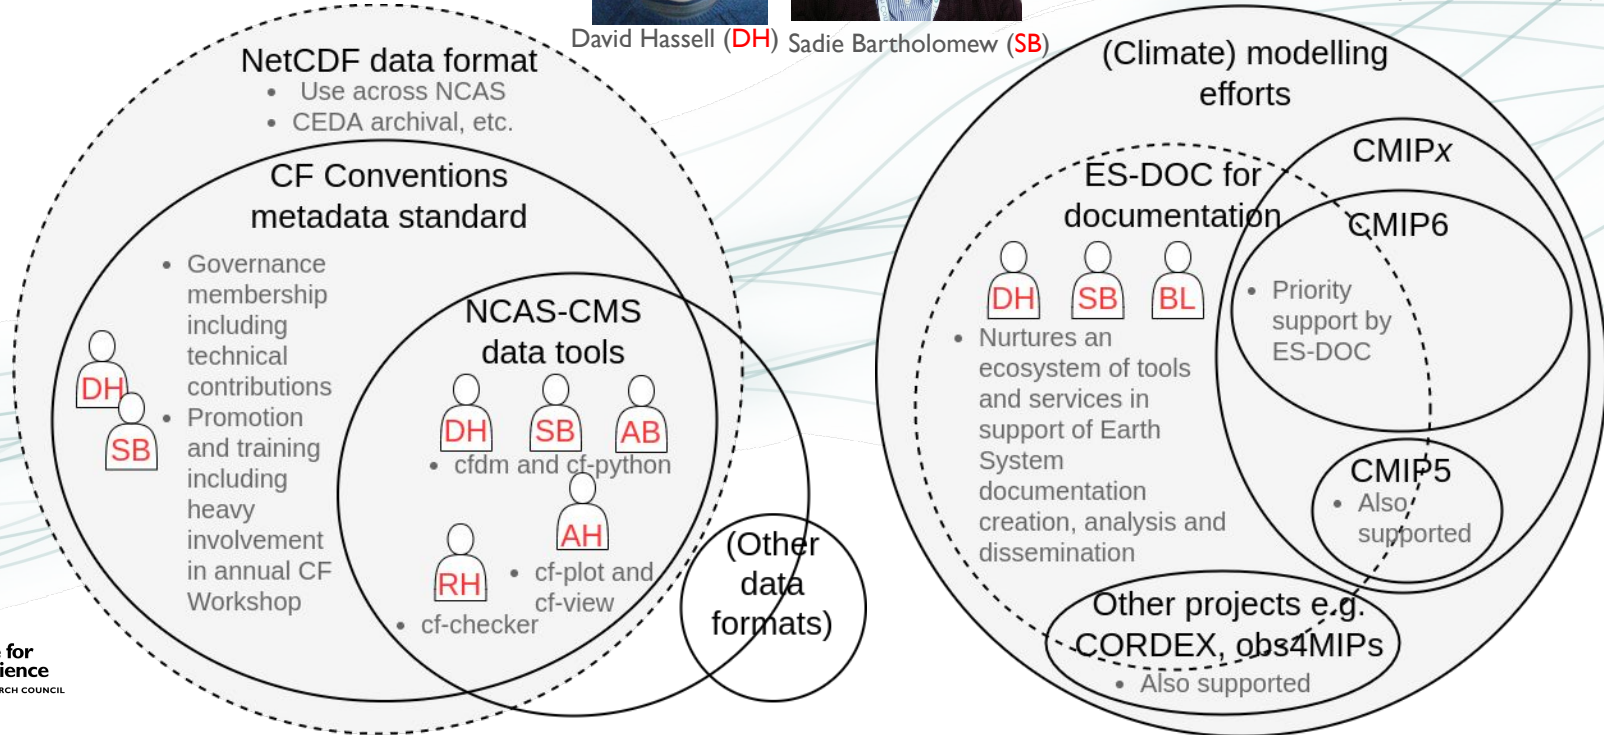 David Hassell (DH)
Sadie Bartholomew (SB)
NetCDF data format
• Use across NCAS
• CEDA archival, etc.
CF Conventions
metadata standard
• Governance
membership
including
technical
contributions
• Promotion
and training
including
heavy
involvement
in annual CF
Workshop
DH
SB
NCAS-CMS
data tools
DH
SB
AB
• cfdm and cf-python
AH
• cf-plot and
cf-view
RH
• cf-checker
(Other
data
formats)
for
ience
RCH COUNCIL
(Climate) modelling
efforts
ES-DOC for
documentation
DH
SB
BL
• Nurtures an
ecosystem of tools
and services in
support of Earth
System
documentation
creation, analysis and
dissemination
CMIPx
CMIP6
• Priority
support by
ES-DOC
CMIP5
• Also
supported
Other projects e.g.
CORDEX, obs4MIPs
• Also supported